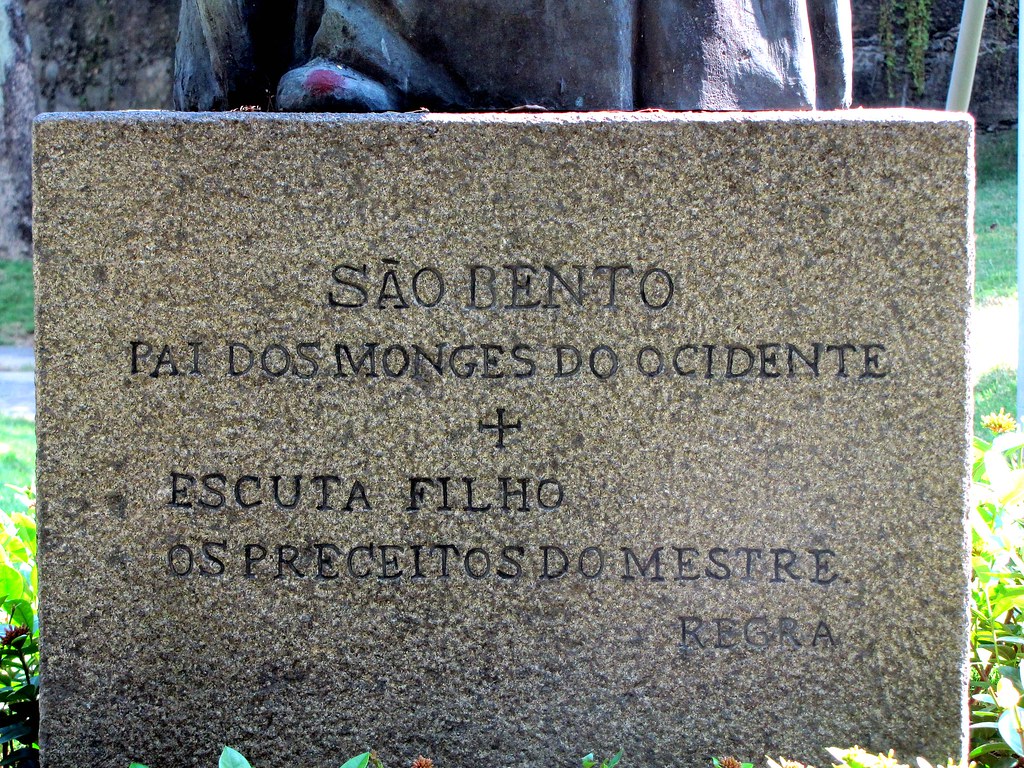 SÃO BENTO
PAI DOS MONGES DO OCIDENTE
+
ESCUTA FILHO
OS PRECEITOS DO MESTRE.
REGRA